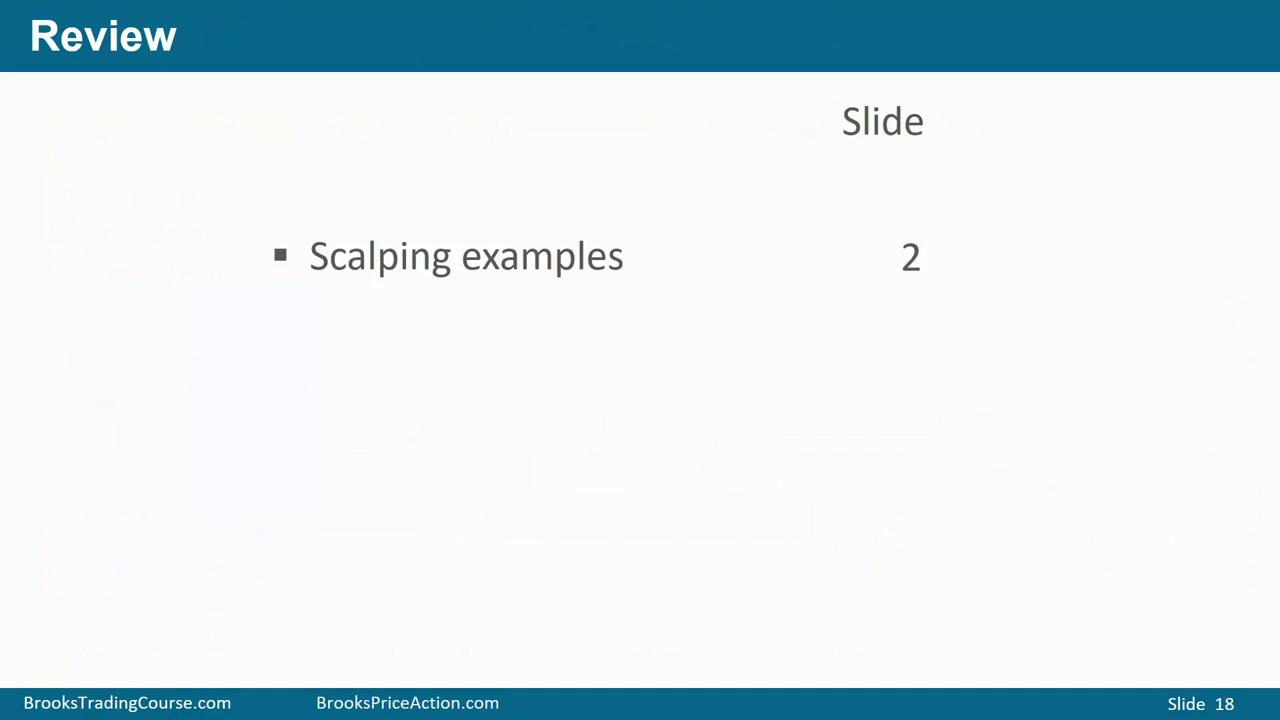 Review
Slide
▪ Scalping examples 2
BrooksTradingCourse.com BrooksPriceAction.com Slide 18